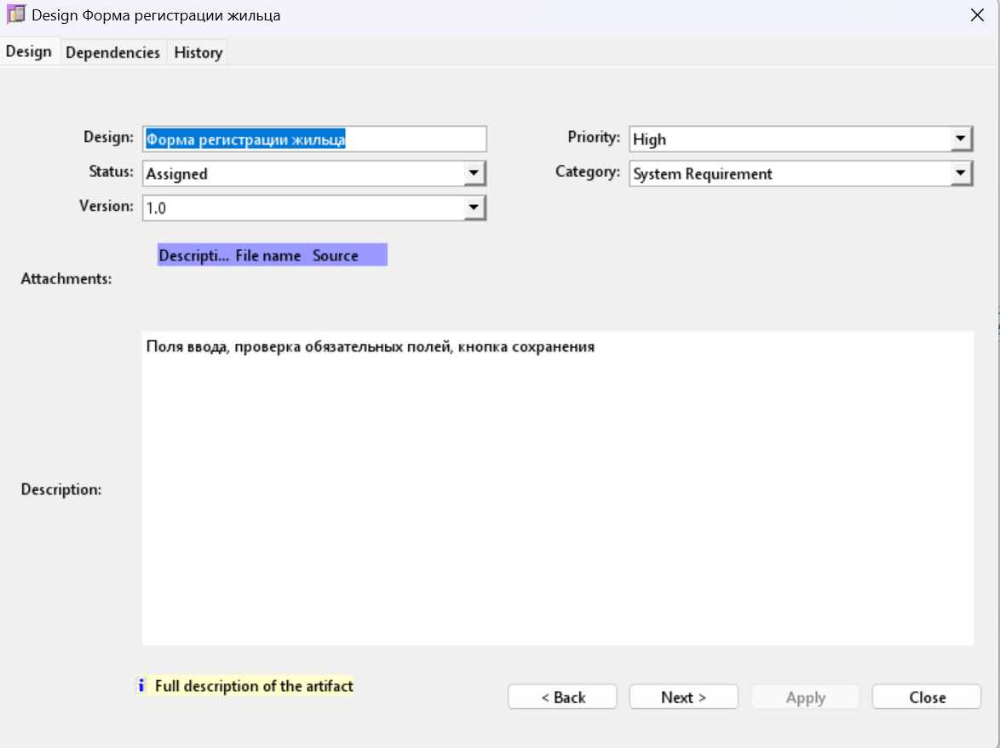 Design Форма регистрации жильца
Design Dependencies History
Design: Форма регистрации жильца Priority: High
Status: Assigned Category: System Requirement
Version: 1.0
Descripti... File name Source
Attachments:
Поля ввода, проверка обязательных полей, кнопка сохранения
Description:
i Full description of the artifact
< Back Next > Apply Close